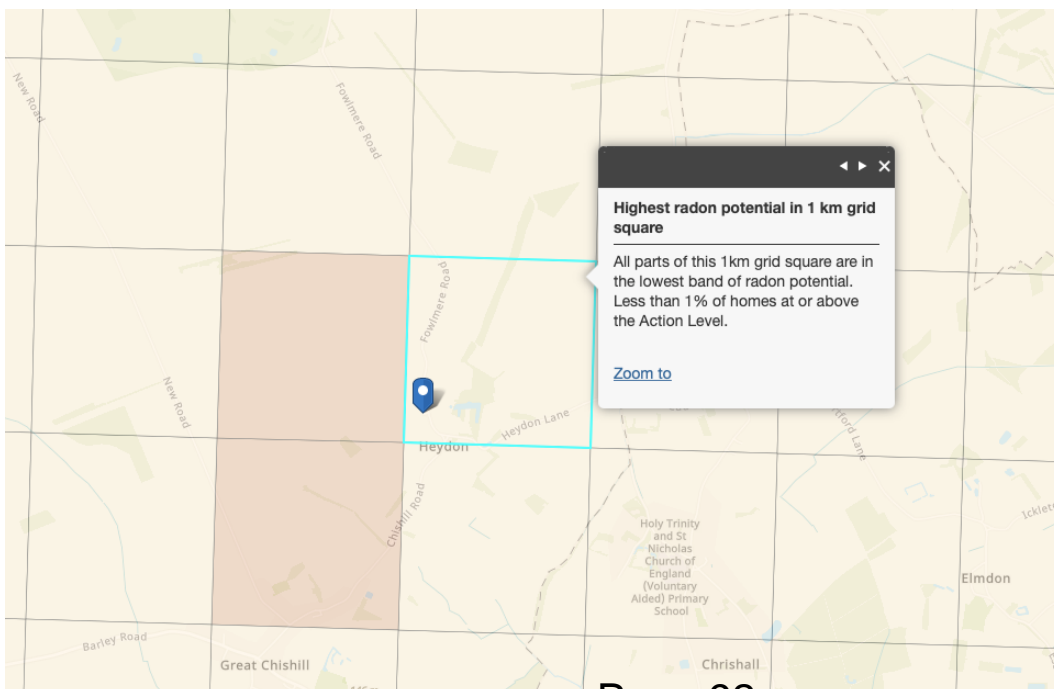 New Road
Fowlmere Road
Highest radon potential in 1 km grid
square
All parts of this 1km grid square are in
the lowest band of radon potential.
Less than 1% of homes at or above
the Action Level.
Zoom to
Fowlmere Road
New Road
Heydon Lane
Heydon
Chishill Road
Holy Trinity
and St
Nicholas
Church of
England
(Voluntary
Aided) Primary
School
Elmdon
Barley Road
Great Chishill
Chrishall